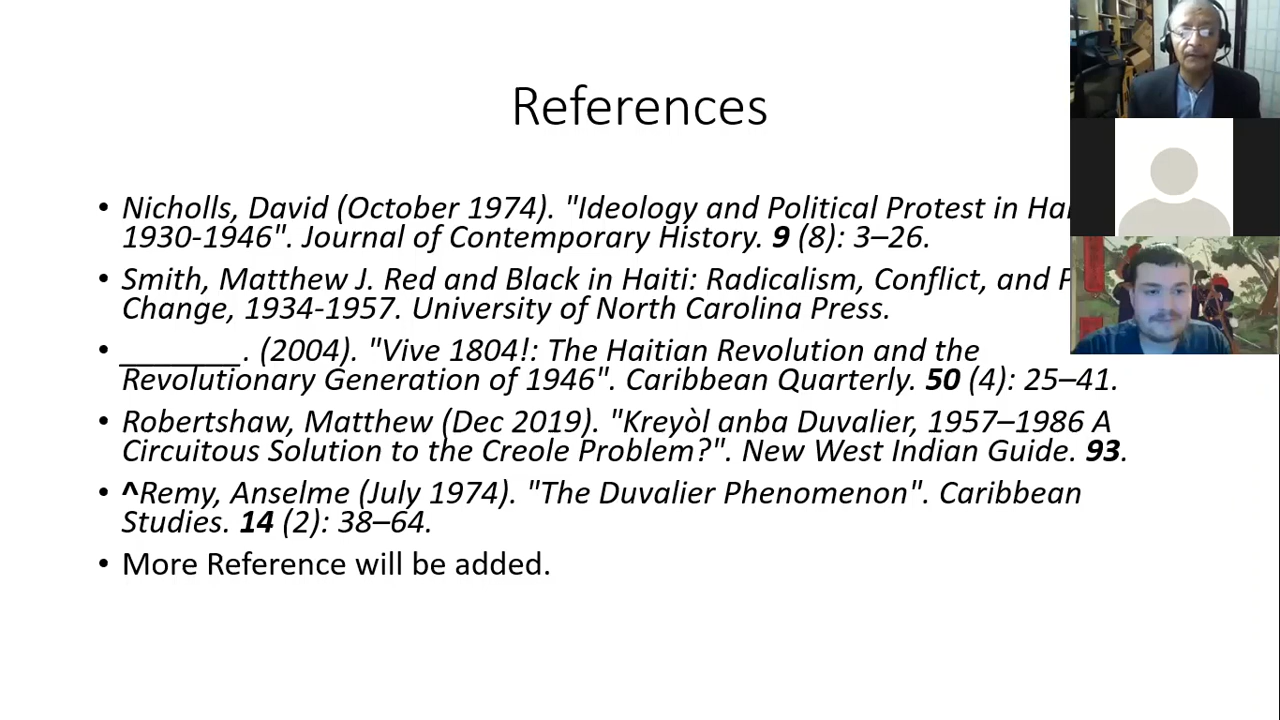 References
• Nicholls, David (October 1974). "Ideology and Political Protest in
1930-1946". Journal of Contemporary History. 9 (8): 3–26.
• Smith, Matthew J. Red and Black in Haiti: Radicalism, Conflict, and
Change, 1934-1957. University of North Carolina Press.
• ________. (2004). "Vive 1804!: The Haitian Revolution and the
Revolutionary Generation of 1946". Caribbean Quarterly. 50 (4): 25–41.
• Robertshaw, Matthew (Dec 2019). "Kreyòl anba Duvalier, 1957–1986 A
Circuitous Solution to the Creole Problem?". New West Indian Guide. 93.
• ^Remy, Anselme (July 1974). "The Duvalier Phenomenon". Caribbean
Studies. 14 (2): 38–64.
• More Reference will be added.